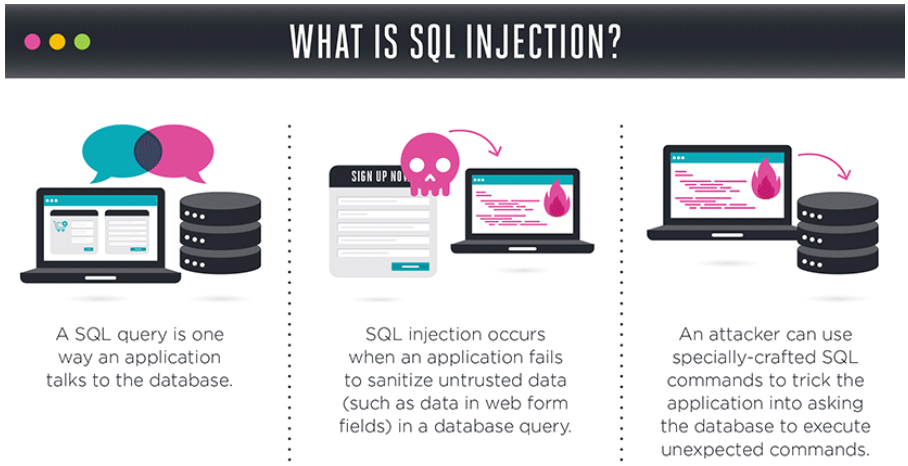 WHAT IS SQL INJECTION?
SIGN UP NOW
A SQL query is one
way an application
talks to the database.
SQL injection occurs
when an application fails
to sanitize untrusted data
(such as data in web form
fields) in a database query.
An attacker can use
specially-crafted SQL
commands to trick the
application into asking
the database to execute
unexpected commands.